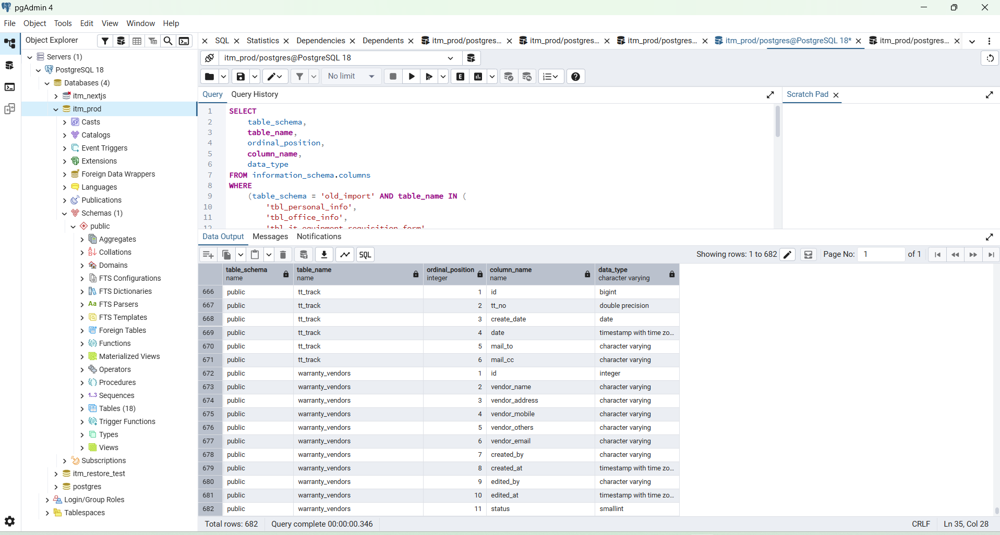 pgAdmin 4
File Object Tools Edit View Window Help
Object Explorer
SQL Statistics Dependencies Dependents itm_prod/postgres... itm_prod/postgres... itm_prod/postgres... itm_prod/postgres@PostgreSQL 18* itm_prod/postgres...
Servers (1)
PostgreSQL 18
Databases (4)
itm_nextjs
itm_prod
Casts
Catalogs
Event Triggers
Extensions
Foreign Data Wrappers
Languages
Publications
Schemas (1)
public
Aggregates
Collations
Domains
FTS Configurations
FTS Dictionaries
Aa FTS Parsers
FTS Templates
Foreign Tables
Functions
Materialized Views
Operators
Procedures
1..3 Sequences
Tables (18)
Trigger Functions
Types
Views
Subscriptions
itm_restore_test
postgres
Login/Group Roles
Tablespaces
itm_prod/postgres@PostgreSQL 18
No limit
E
Query Query History
Scratch Pad
1 SELECT
2 table_schema,
3 table_name,
4 ordinal_position,
5 column_name,
6 data_type
7 FROM information_schema.columns
8 WHERE
9 (table_schema = 'old_import' AND table_name IN (
10 'tbl_personal_info',
11 'tbl_office_info',
12 'tbl_it_equipment_requisition_form'
Data Output Messages Notifications
SQL
Showing rows: 1 to 682 Page No: 1 of 1
table_schema table_name ordinal_position column_name data_type
name name integer name character varying
666 public tt_track 1 id bigint
667 public tt_track 2 tt_no double precision
668 public tt_track 3 create_date date
669 public tt_track 4 date timestamp with time zo...
670 public tt_track 5 mail_to character varying
671 public tt_track 6 mail_cc character varying
672 public warranty_vendors 1 id integer
673 public warranty_vendors 2 vendor_name character varying
674 public warranty_vendors 3 vendor_address character varying
675 public warranty_vendors 4 vendor_mobile character varying
676 public warranty_vendors 5 vendor_others character varying
677 public warranty_vendors 6 vendor_email character varying
678 public warranty_vendors 7 created_by character varying
679 public warranty_vendors 8 created_at timestamp with time zo...
680 public warranty_vendors 9 edited_by character varying
681 public warranty_vendors 10 edited_at timestamp with time zo...
682 public warranty_vendors 11 status smallint
Total rows: 682 Query complete 00:00:00.346
CRLF Ln 35, Col 28